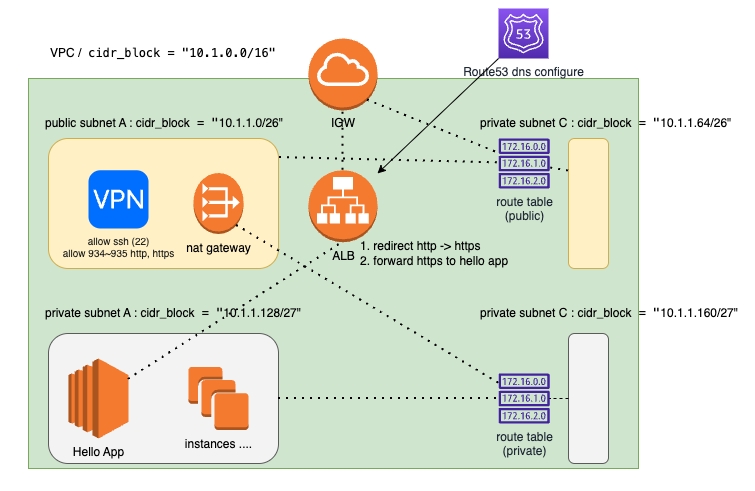 53
VPC / cidr_block = "10.1.0.0/16"
Route53 dns configure
IGW
public subnet A : cidr_block = "10.1.1.0/26"
private subnet C : cidr_block = "10.1.1.64/26"
172.16.0.0
172.16.1.0
172.16.2.0
route table
(public)
VPN
allow ssh (22)
allow 934~935 http, https
nat gateway
ALB
1. redirect http -> https
2. forward https to hello app
private subnet A : cidr_block = "10.1.1.128/27"
private subnet C : cidr_block = "10.1.1.160/27"
172.16.0.0
172.16.1.0
172.16.2.0
route table
(private)
Hello App
instances ....